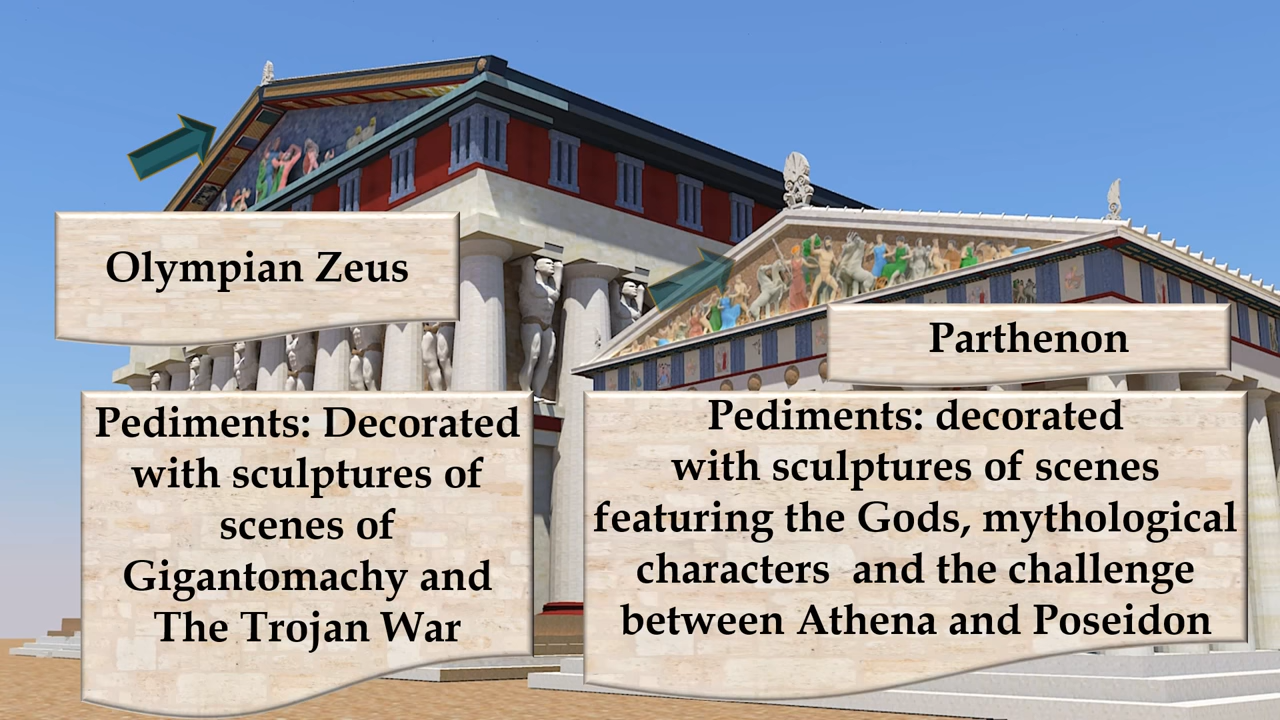 Olympian Zeus
Parthenon
Pediments: Decorated
with sculptures of
scenes of
Gigantomachy and
The Trojan War
Pediments: decorated
with sculptures of scenes
featuring the Gods, mythological
characters  and the challenge
between Athena and Poseidon